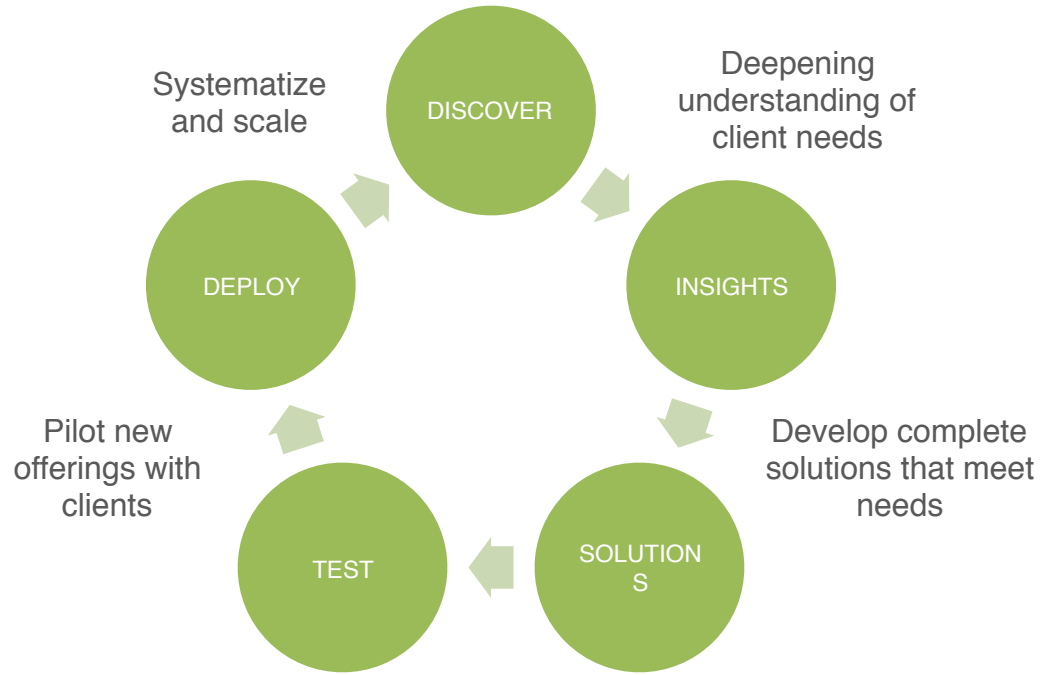 DISCOVER
Deepening
understanding of
client needs
INSIGHTS
Develop complete
solutions that meet
needs
SOLUTION
S
TEST
Pilot new
offerings with
clients
DEPLOY
Systematize
and scale